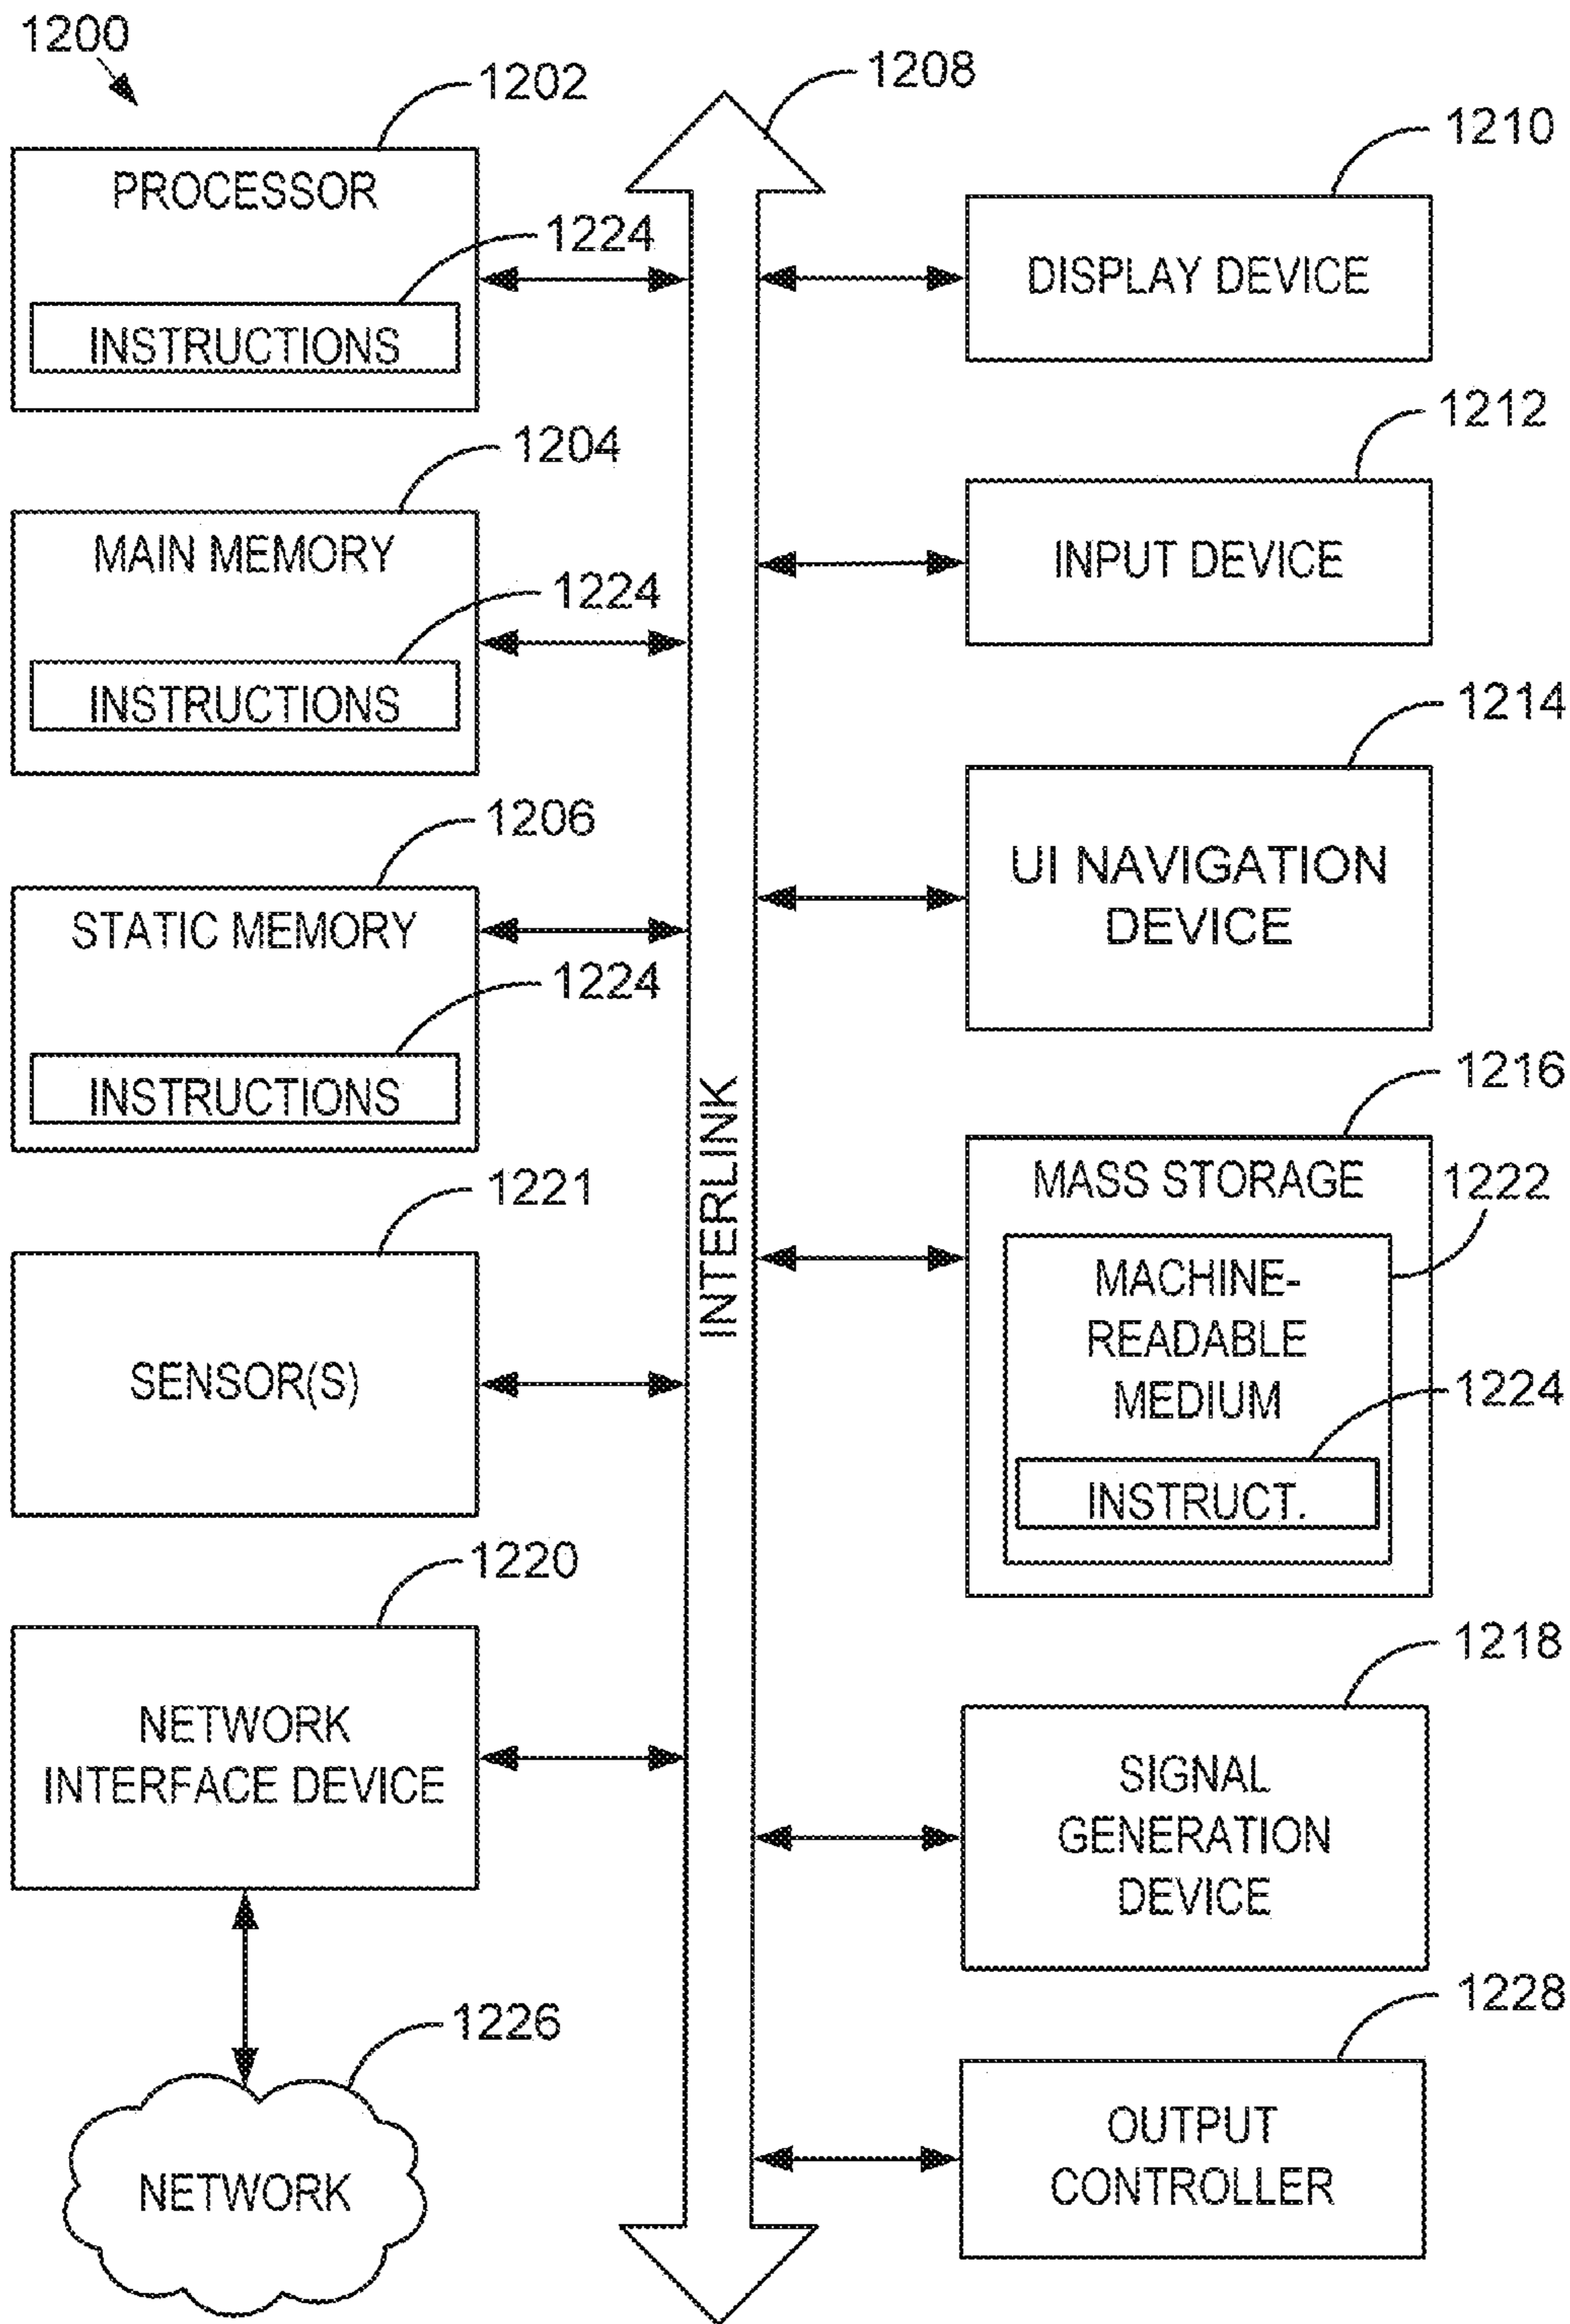 1200
1202
PROCESSOR
1224
INSTRUCTIONS
1204
MAIN MEMORY
1224
INSTRUCTIONS
1206
STATIC MEMORY
1224
INSTRUCTIONS
1221
SENSOR(S)
1220
NETWORK
INTERFACE DEVICE
1226
NETWORK
1208
INTERLINK
1210
DISPLAY DEVICE
1212
INPUT DEVICE
1214
UI NAVIGATION
DEVICE
1216
MASS STORAGE
1222
MACHINE-
READABLE
MEDIUM
1224
INSTRUCT.
1218
SIGNAL
GENERATION
DEVICE
1228
OUTPUT
CONTROLLER